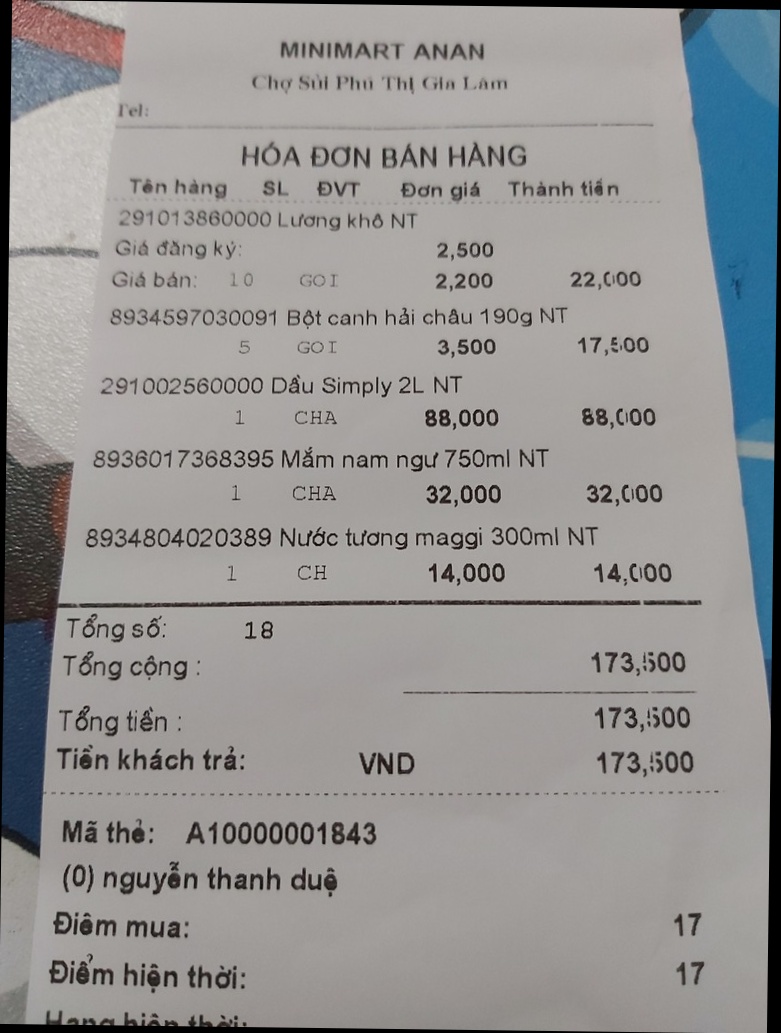 MINIMART ANAN
Chợ Sủi Phú Thị Gia Lâm
Tel:
HÓA ĐƠN BÁN HÀNG
Tên hàng SL ĐVT Đơn giá Thành tiền
291013860000 Lương khô NT
Giá đăng ký: 2,500
Giá bán: 10 GOI 2,200 22,000
8934597030091 Bột canh hải châu 190g NT
5 GOI 3,500 17,500
291002560000 Dầu Simply 2L NT
1 CHA 88,000 88,000
8936017368395 Mắm nam ngư 750ml NT
1 CHA 32,000 32,000
8934804020389 Nước tương maggi 300ml NT
1 CH 14,000 14,000
Tổng số: 18
Tổng cộng : 173,500
Tổng tiền : 173,500
Tiền khách trả: VND 173,500
Mã thẻ: A10000001843
(0) nguyễn thanh duệ
Điêm mua: 17
Điểm hiện thời: 17
Hạng hiện thời: